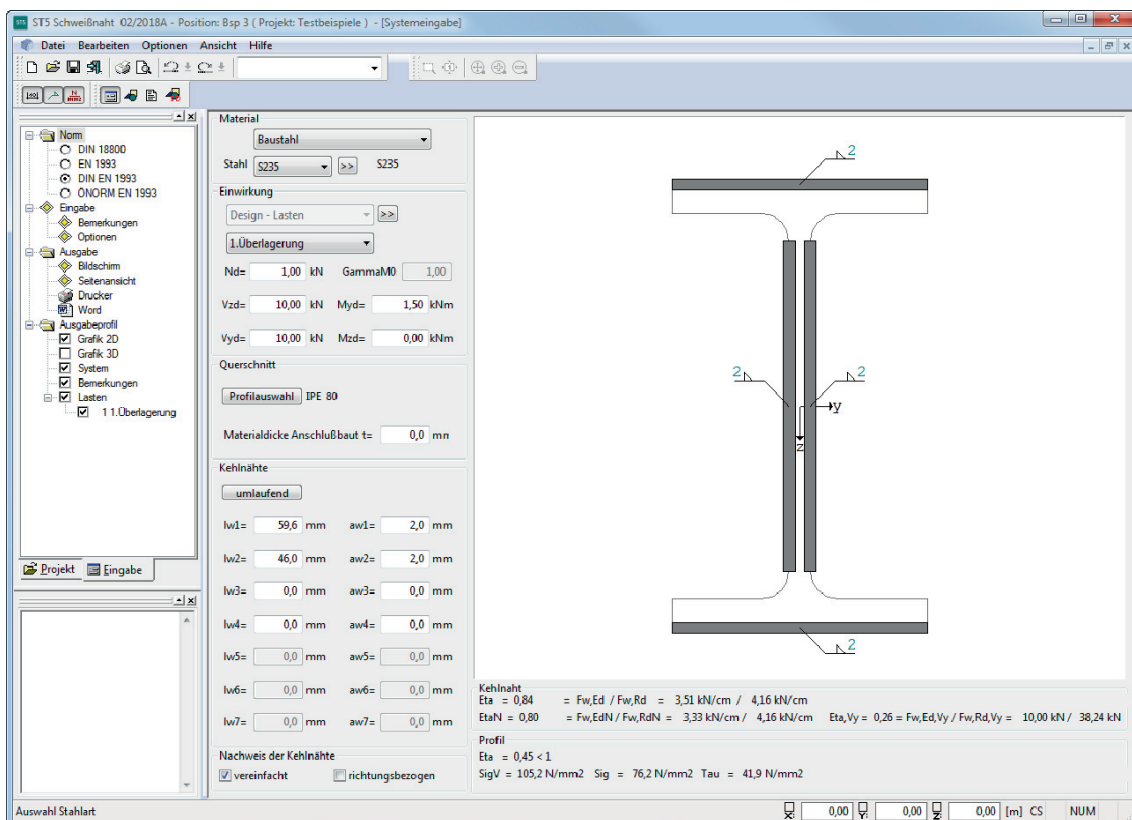 ST5 Schweißnaht 02/2018A - Position: Bsp 3 ( Projekt: Testbeispiele ) - [Systemeingabe]
Datei Bearbeiten Optionen Ansicht Hilfe
Norm
DIN 18800
EN 1993
DIN EN 1993
ÖNORM EN 1993
Eingabe
Bemerkungen
Optionen
Ausgabe
Bildschim
Seitenansicht
Drucker
Word
Ausgabeprofil
Grafik 2D
Grafik 3D
System
Bemerkungen
Lasten
1 1.Überlagerung
Projekt Eingabe
Material
Baustahl
Stahl S235 >> S235
Einwirkung
Design - Lasten >>
1.Überlagerung
Nd= 1,00 kN GammaM0 1,00
Vzd= 10,00 kN Myd= 1,50 kNm
Vyd= 10,00 kN Mzd= 0,00 kNm
Querschnitt
Profilauswahl IPE 80
Materialdicke Anschlußbaut t= 0,0 mm
Kehlnähte
umlaufend
lw1= 59,6 mm aw1= 2,0 mm
lw2= 46,0 mm aw2= 2,0 mm
lw3= 0,0 mm aw3= 0,0 mm
lw4= 0,0 mm aw4= 0,0 mm
lw5= 0,0 mm aw5= 0,0 mm
lw6= 0,0 mm aw6= 0,0 mm
lw7= 0,0 mm aw7= 0,0 mm
Nachweis der Kehlnähte
vereinfacht richtungsbezogen
2
2 2
y
z
2
Kehlnaht
Eta = 0,84 = Fw,Ed / Fw,Rd = 3,51 kN/cm / 4,16 kN/cm
EtaN = 0,80 = Fw,EdN / Fw,RdN = 3,33 kN/cm / 4,16 kN/cm Eta,Vy = 0,26 = Fw,Ed,Vy / Fw,Rd,Vy = 10,00 kN / 38,24 kN
Profil
Eta = 0,45 < 1
SigV = 105,2 N/mm2 Sig = 76,2 N/mm2 Tau = 41,9 N/mm2
Auswahl Stahlart X: 0,00 Y: 0,00 Z: 0,00 [m] CS NUM